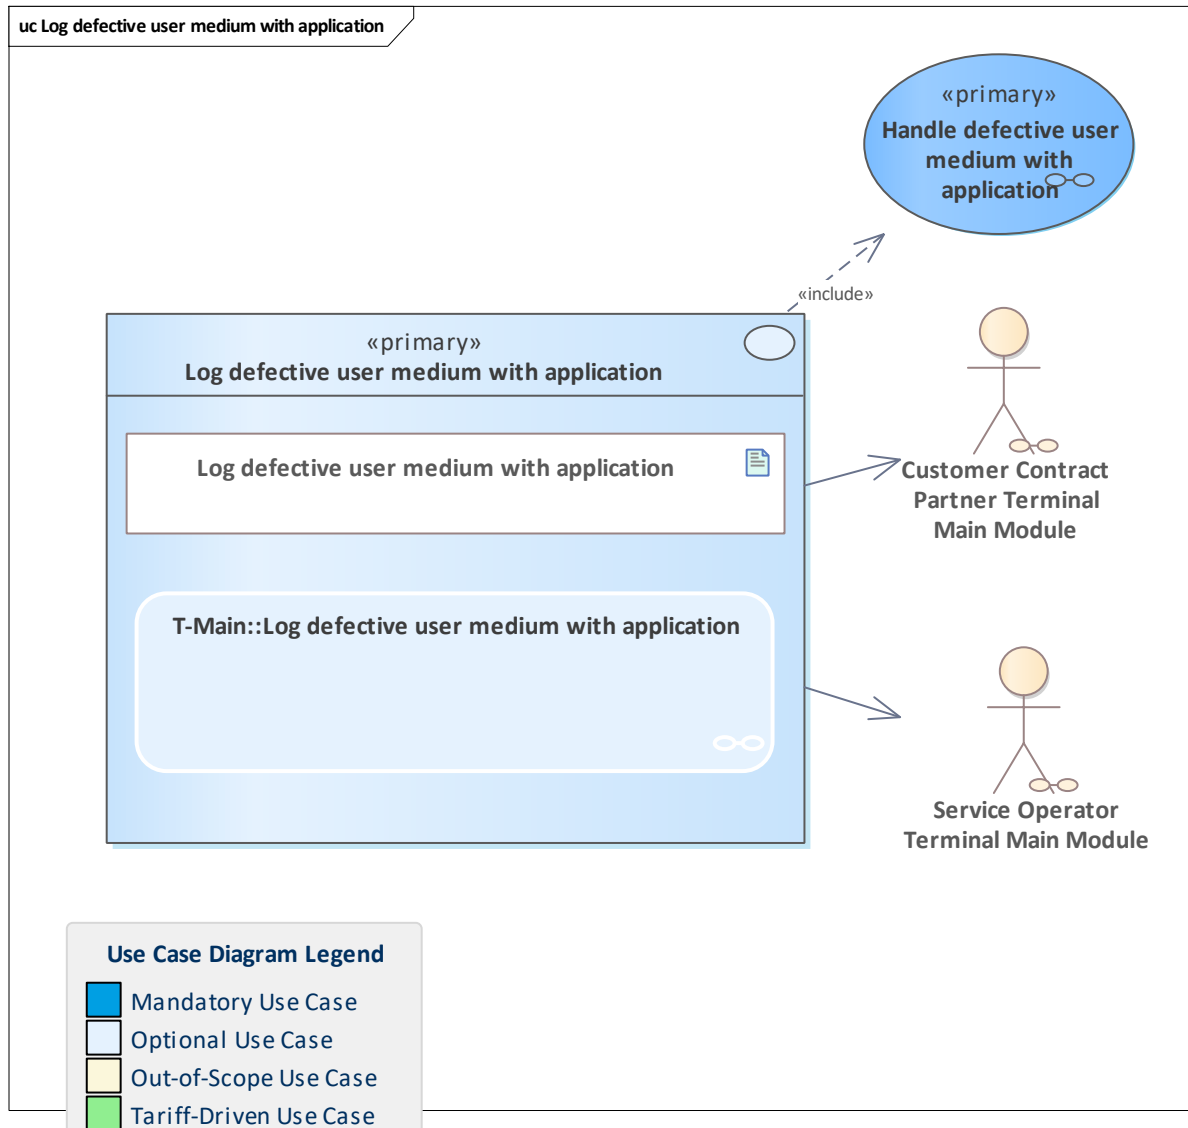 uc Log defective user medium with application
«primary»
Handle defective user
medium with
application
«include»
«primary»
Log defective user medium with application
Log defective user medium with application
Customer Contract
Partner Terminal
Main Module
T-Main::Log defective user medium with application
Service Operator
Terminal Main Module
Use Case Diagram Legend
Mandatory Use Case
Optional Use Case
Out-of-Scope Use Case
Tariff-Driven Use Case